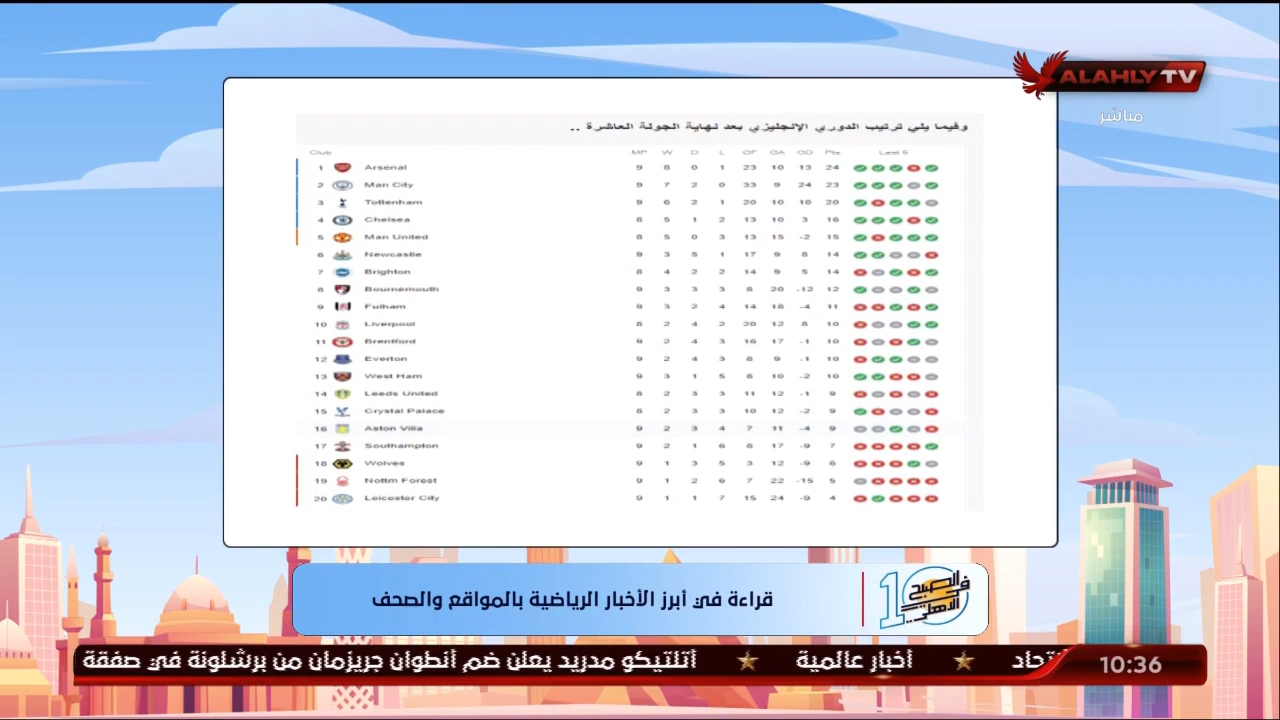 ALAHLY TV
مباشر
وفيما يلي ترتيب الدوري الإنجليزي بعد نهاية الجولة العاشرة ..
Club MP W D L GF GA GD Pts Last 5
1 Arsenal 9 8 0 1 23 10 13 24
2 Man City 9 7 2 0 33 9 24 23
3 Tottenham 9 6 2 1 20 10 10 20
4 Chelsea 8 5 1 2 13 10 3 16
5 Man United 8 5 0 3 13 15 -2 15
6 Newcastle 9 3 5 1 17 9 8 14
7 Brighton 8 4 2 2 14 9 5 14
8 Bournemouth 9 3 3 3 8 20 -12 12
9 Fulham 9 3 2 4 14 18 -4 11
10 Liverpool 8 2 4 2 20 12 8 10
11 Brentford 9 2 4 3 16 17 -1 10
12 Everton 9 2 4 3 8 9 -1 10
13 West Ham 9 3 1 5 8 10 -2 10
14 Leeds United 8 2 3 3 11 12 -1 9
15 Crystal Palace 8 2 3 3 10 12 -2 9
16 Aston Villa 9 2 3 4 7 11 -4 9
17 Southampton 9 2 1 6 8 17 -9 7
18 Wolves 9 1 3 5 3 12 -9 6
19 Nottm Forest 9 1 2 6 7 22 -15 5
20 Leicester City 9 1 1 7 15 24 -9 4
10 الصبح في الأهلي..
قراءة في أبرز الأخبار الرياضية بالمواقع والصحف
10:36 أخبار عالمية أتلتيكو مدريد يعلن ضم أنطوان جريزمان من برشلونة في صفقة